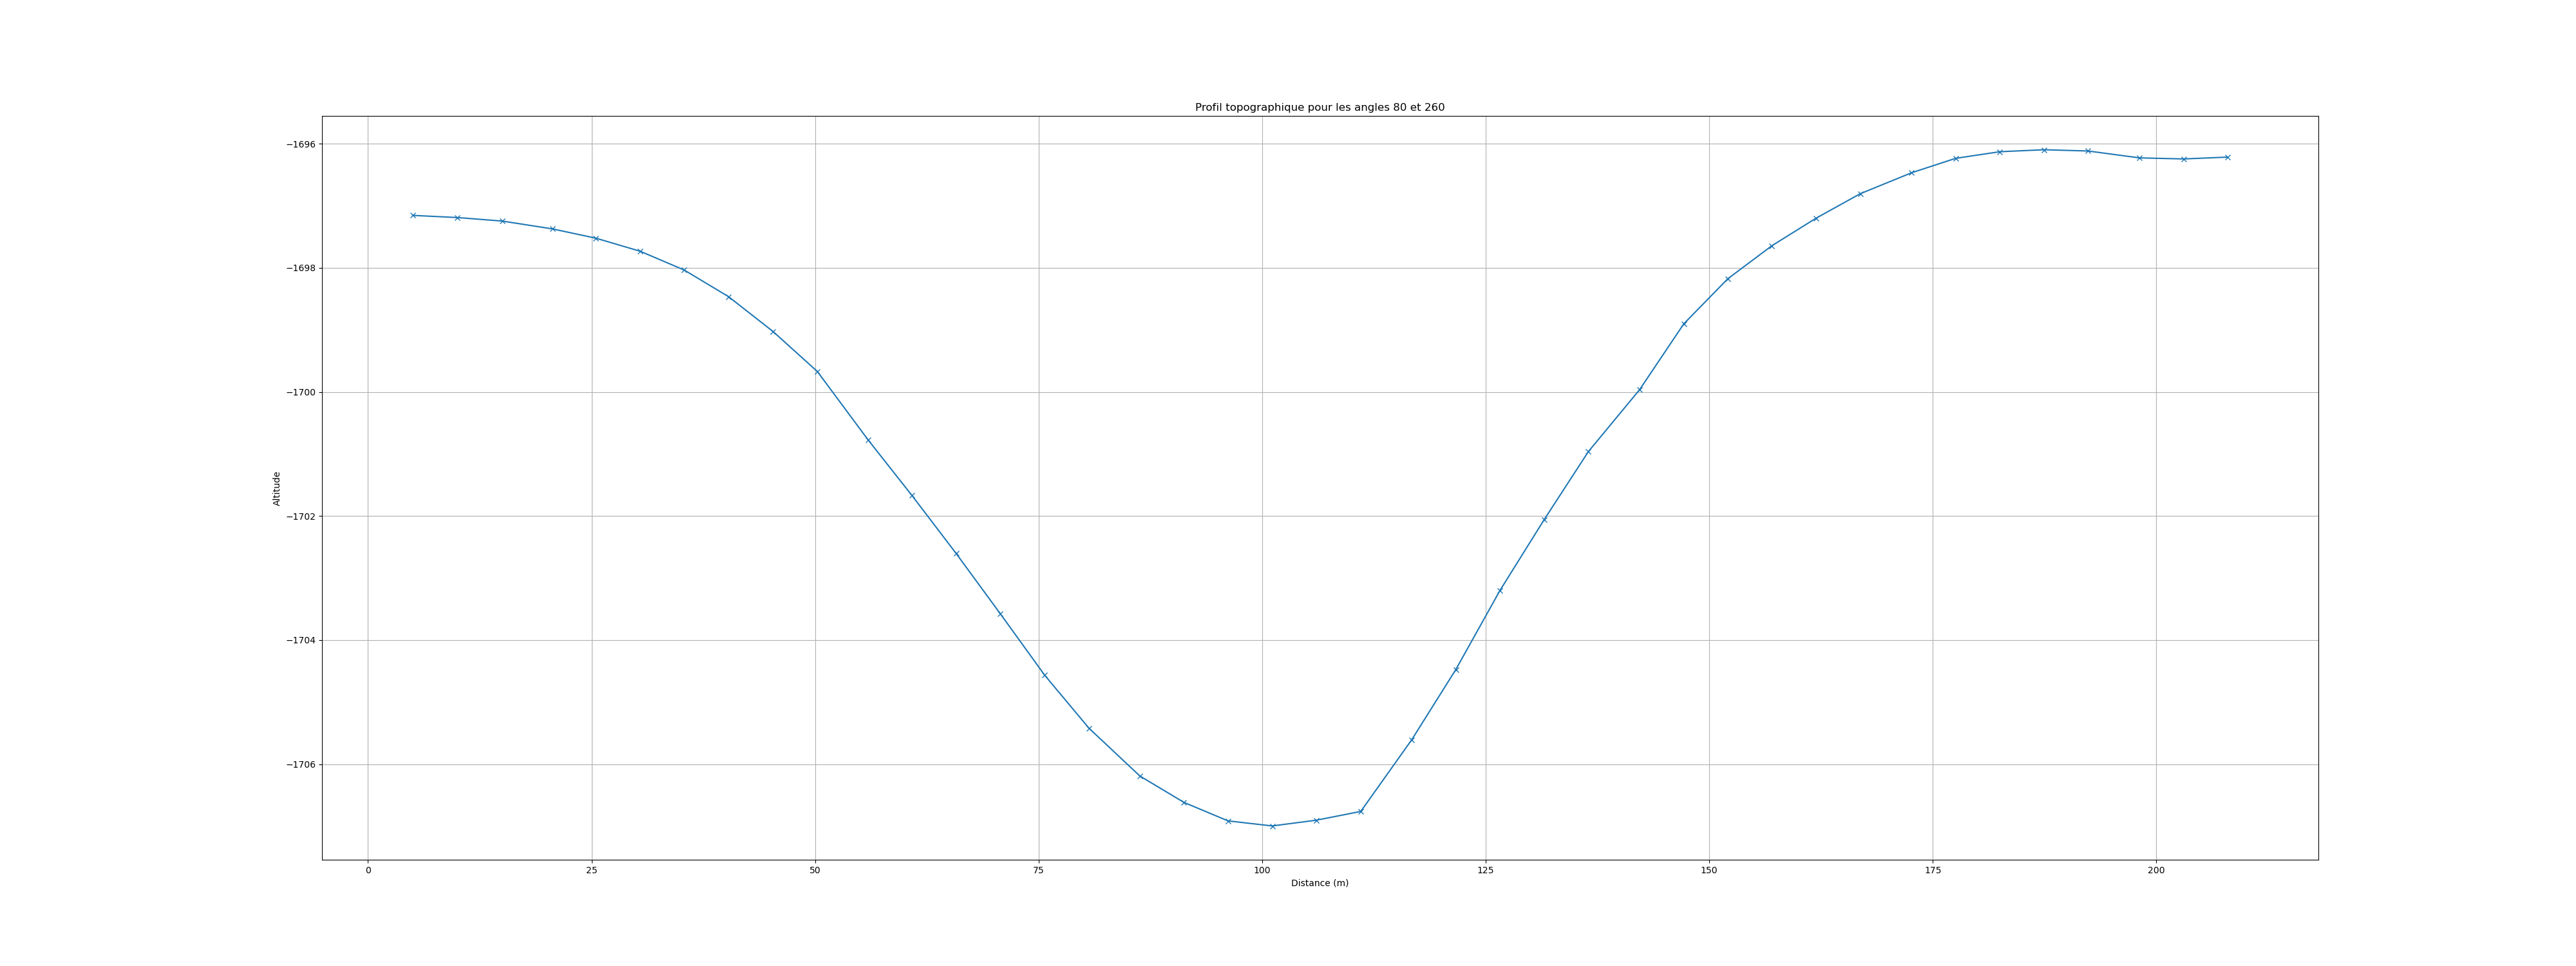 Profil topographique pour les angles 80 et 260
Altitude
−1696
−1698
−1700
−1702
−1704
−1706
0 25 50 75 100 125 150 175 200
Distance (m)